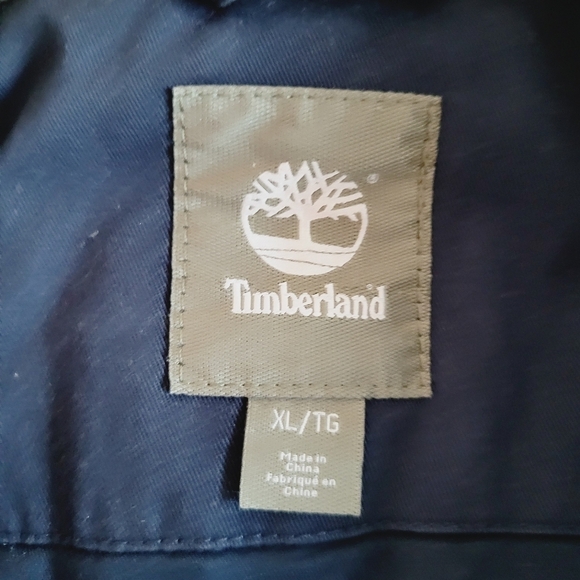 ®
Timberland
XL/TG
Made in
China
Fabriqué en
Chine